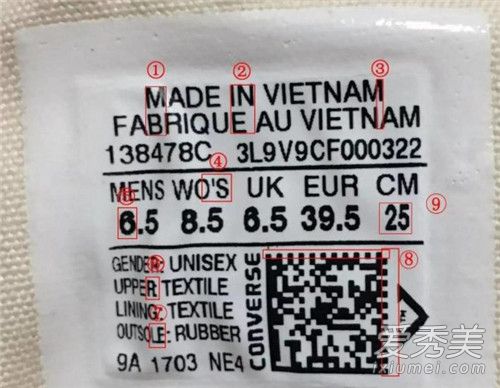 ① ② ③
MADE IN VIETNAM
FABRIQUE AU VIETNAM
138478C 3L9V9CF000322
④
MENS WO'S UK EUR CM
6.5 8.5 6.5 39.5 25 ⑨
GENDER: UNISEX
UPPER TEXTILE
LINING: TEXTILE
OUTSOLE: RUBBER
9A 1703 NE4
CONVERSE
⑧
爱秀美
ixiumei.com